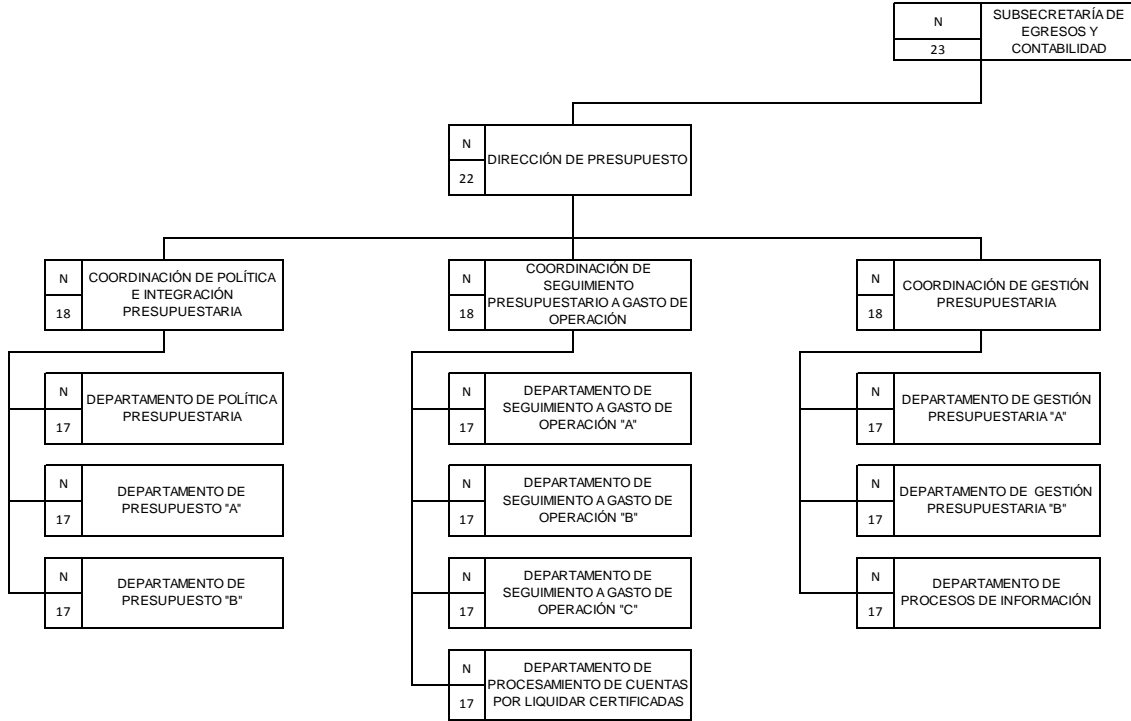 N
23
SUBSECRETARÍA DE
EGRESOS Y
CONTABILIDAD
N
22
DIRECCIÓN DE PRESUPUESTO
N
18
COORDINACIÓN DE POLÍTICA
E INTEGRACIÓN
PRESUPUESTARIA
N
18
COORDINACIÓN DE
SEGUIMIENTO
PRESUPUESTARIO A GASTO DE
OPERACIÓN
N
18
COORDINACIÓN DE GESTIÓN
PRESUPUESTARIA
N
17
DEPARTAMENTO DE POLÍTICA
PRESUPUESTARIA
N
17
DEPARTAMENTO DE
SEGUIMIENTO A GASTO DE
OPERACIÓN "A"
N
17
DEPARTAMENTO DE GESTIÓN
PRESUPUESTARIA "A"
N
17
DEPARTAMENTO DE
PRESUPUESTO "A"
N
17
DEPARTAMENTO DE
SEGUIMIENTO A GASTO DE
OPERACIÓN "B"
N
17
DEPARTAMENTO DE GESTIÓN
PRESUPUESTARIA "B"
N
17
DEPARTAMENTO DE
PRESUPUESTO "B"
N
17
DEPARTAMENTO DE
SEGUIMIENTO A GASTO DE
OPERACIÓN "C"
N
17
DEPARTAMENTO DE
PROCESOS DE INFORMACIÓN
N
17
DEPARTAMENTO DE
PROCESAMIENTO DE CUENTAS
POR LIQUIDAR CERTIFICADAS